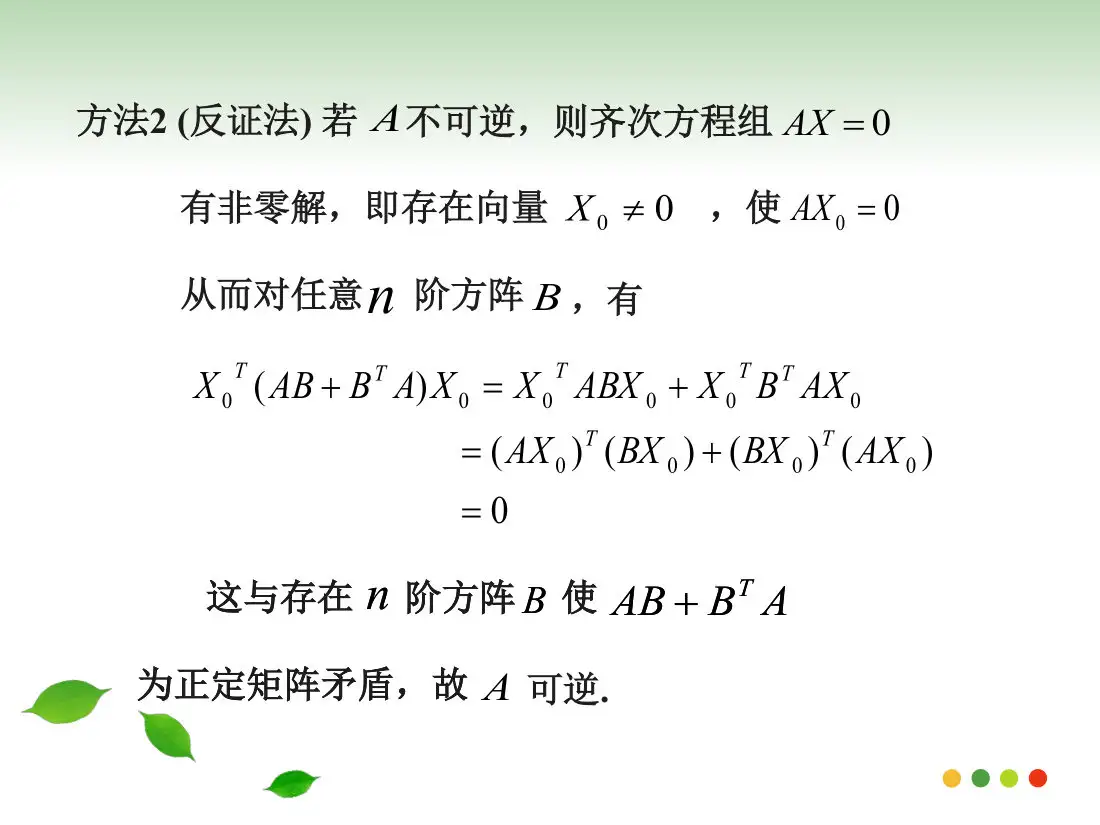 方法2 (反证法) 若 A 不可逆，则齐次方程组 AX = 0
有非零解，即存在向量 X₀ ≠ 0 ，使 AX₀ = 0
从而对任意 n 阶方阵 B ，有
X₀ᵀ(AB + BᵀA)X₀ = X₀ᵀABX₀ + X₀ᵀBᵀAX₀
= (AX₀)ᵀ(BX₀) + (BX₀)ᵀ(AX₀)
= 0
这与存在 n 阶方阵 B 使 AB + BᵀA
为正定矩阵矛盾，故 A 可逆.